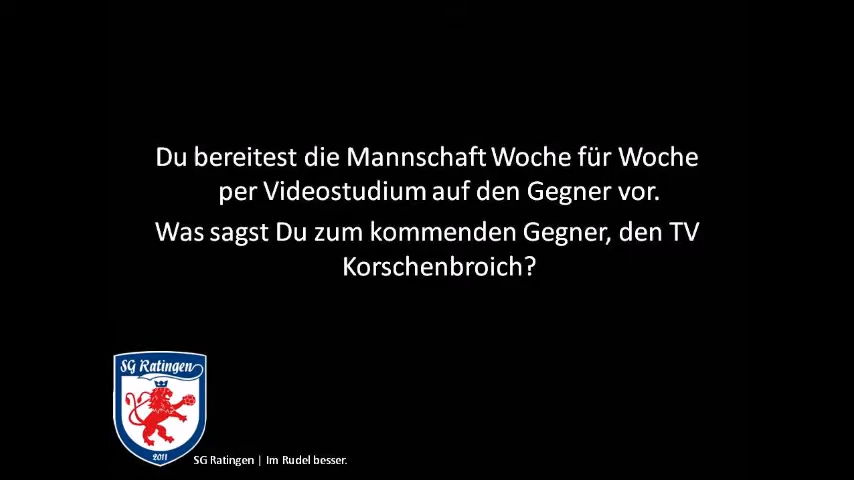 Du bereitest die Mannschaft Woche für Woche
per Videostudium auf den Gegner vor.
Was sagst Du zum kommenden Gegner, den TV
Korschenbroich?
SG Ratingen
2011
SG Ratingen | Im Rudel besser.